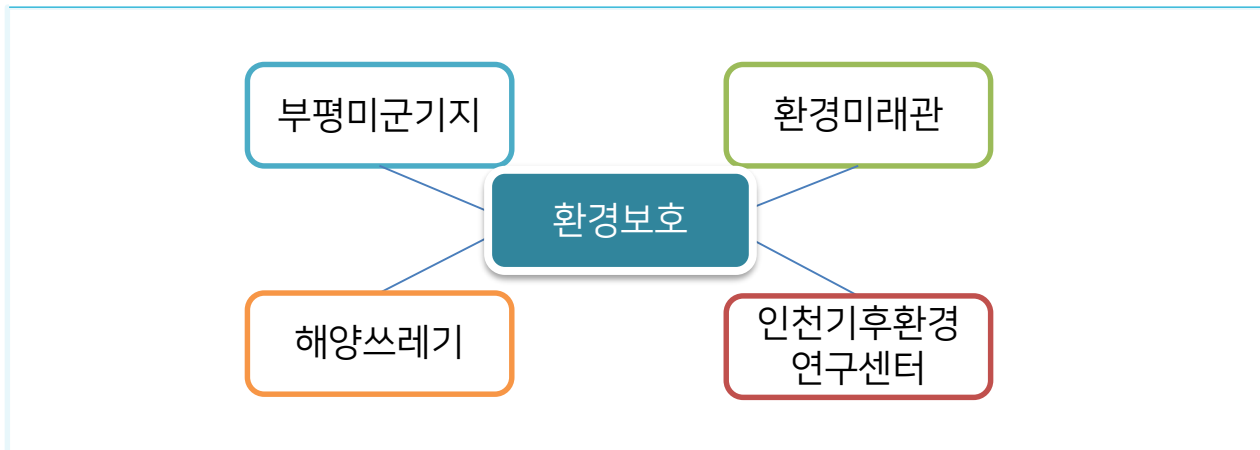 부평미군기지
환경미래관
환경보호
해양쓰레기
인천기후환경
연구센터